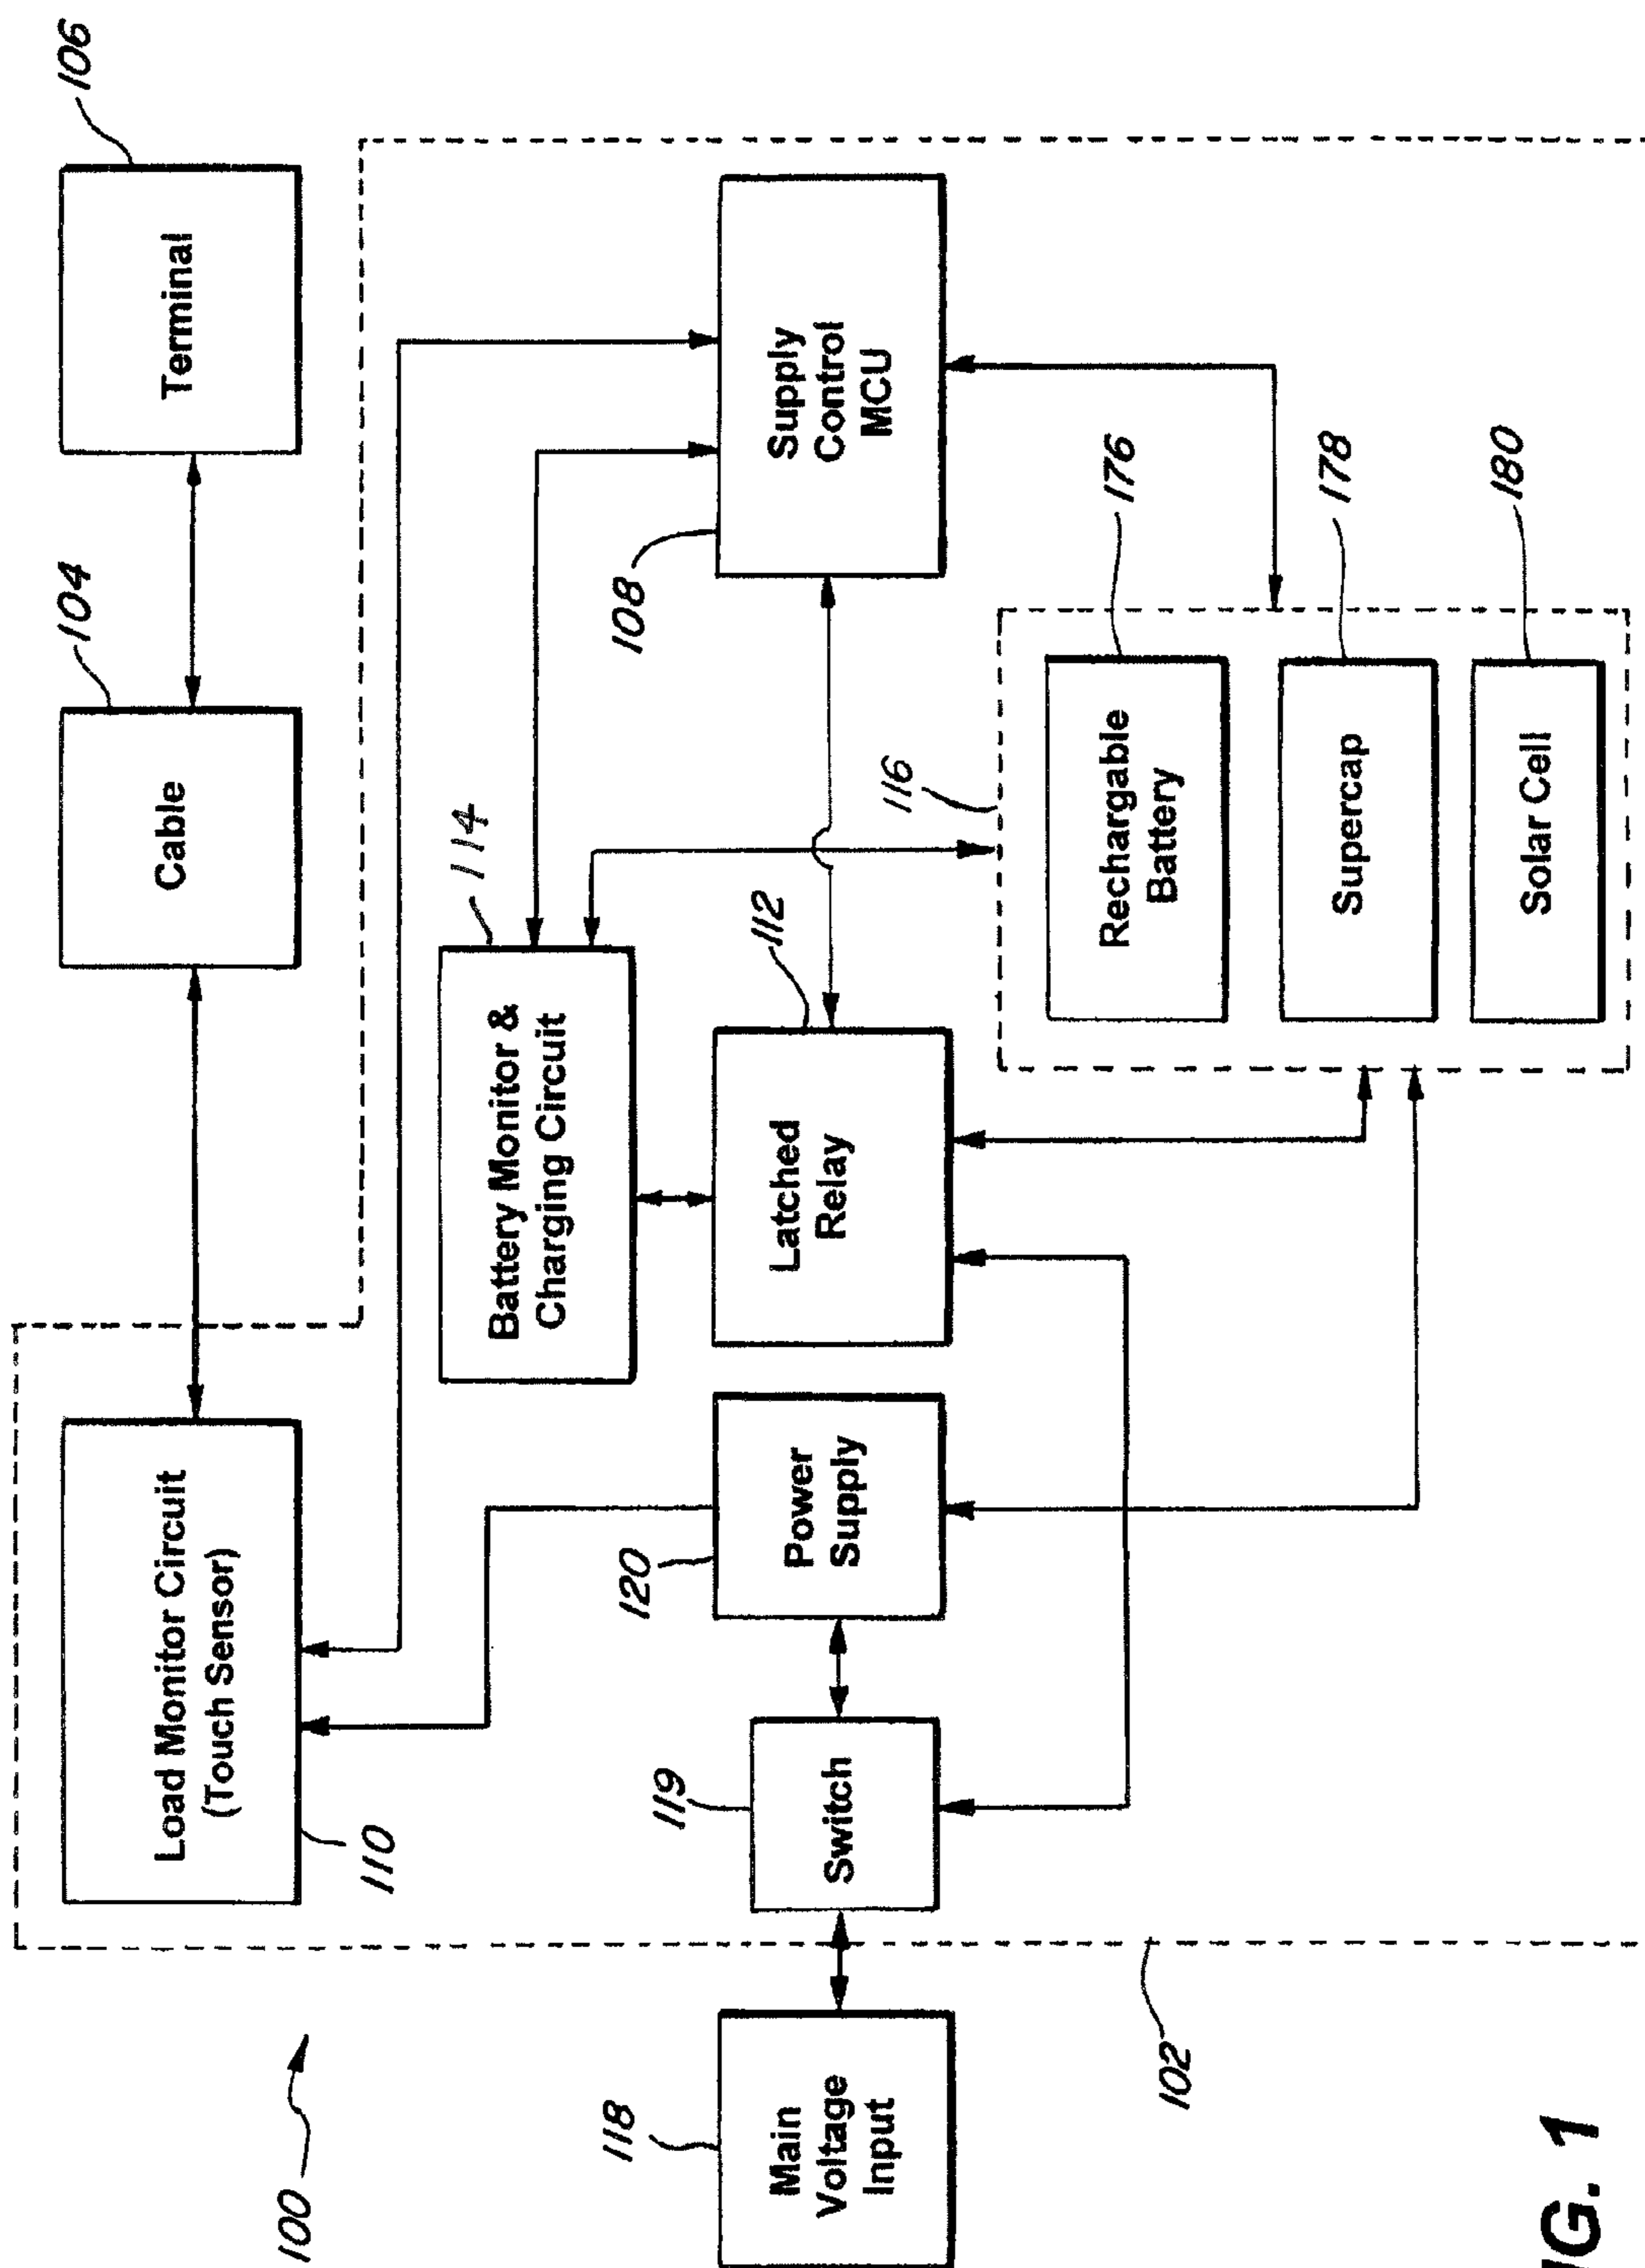 100
Load Monitor Circuit
(Touch Sensor)
110
Cable
104
Terminal
106
Battery Monitor &
Charging Circuit
114
118
Main
Voltage
Input
119
Switch
120
Power
Supply
112
Latched
Relay
108
Supply
Control
MCU
116
Rechargable
Battery
176
Supercap
178
Solar Cell
180
102
IG. 1